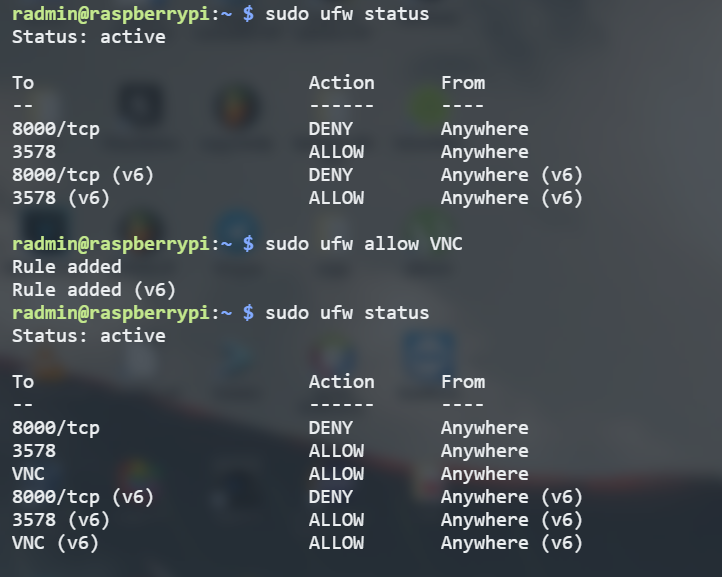 radmin@raspberrypi:~ $ sudo ufw status
Status: active
To Action From
-- ------ ----
8000/tcp DENY Anywhere
3578 ALLOW Anywhere
8000/tcp (v6) DENY Anywhere (v6)
3578 (v6) ALLOW Anywhere (v6)
radmin@raspberrypi:~ $ sudo ufw allow VNC
Rule added
Rule added (v6)
radmin@raspberrypi:~ $ sudo ufw status
Status: active
To Action From
-- ------ ----
8000/tcp DENY Anywhere
3578 ALLOW Anywhere
VNC ALLOW Anywhere
8000/tcp (v6) DENY Anywhere (v6)
3578 (v6) ALLOW Anywhere (v6)
VNC (v6) ALLOW Anywhere (v6)